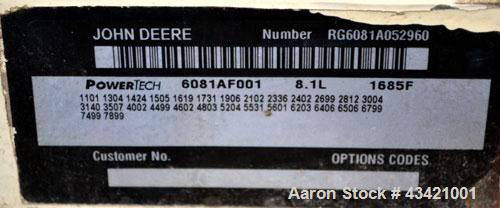 JOHN DEERE Number RG6081A052960
POWERTECH 6081AF001 8.1L 1685F
1101 1304 1424 1505 1619 1731 1906 2102 2336 2402 2699 2812 3004
3140 3507 4002 4499 4602 4803 5204 5531 5601 6203 6406 6506 6799
7499 7899
Customer No. OPTIONS CODES
Aaron Stock # 43421001